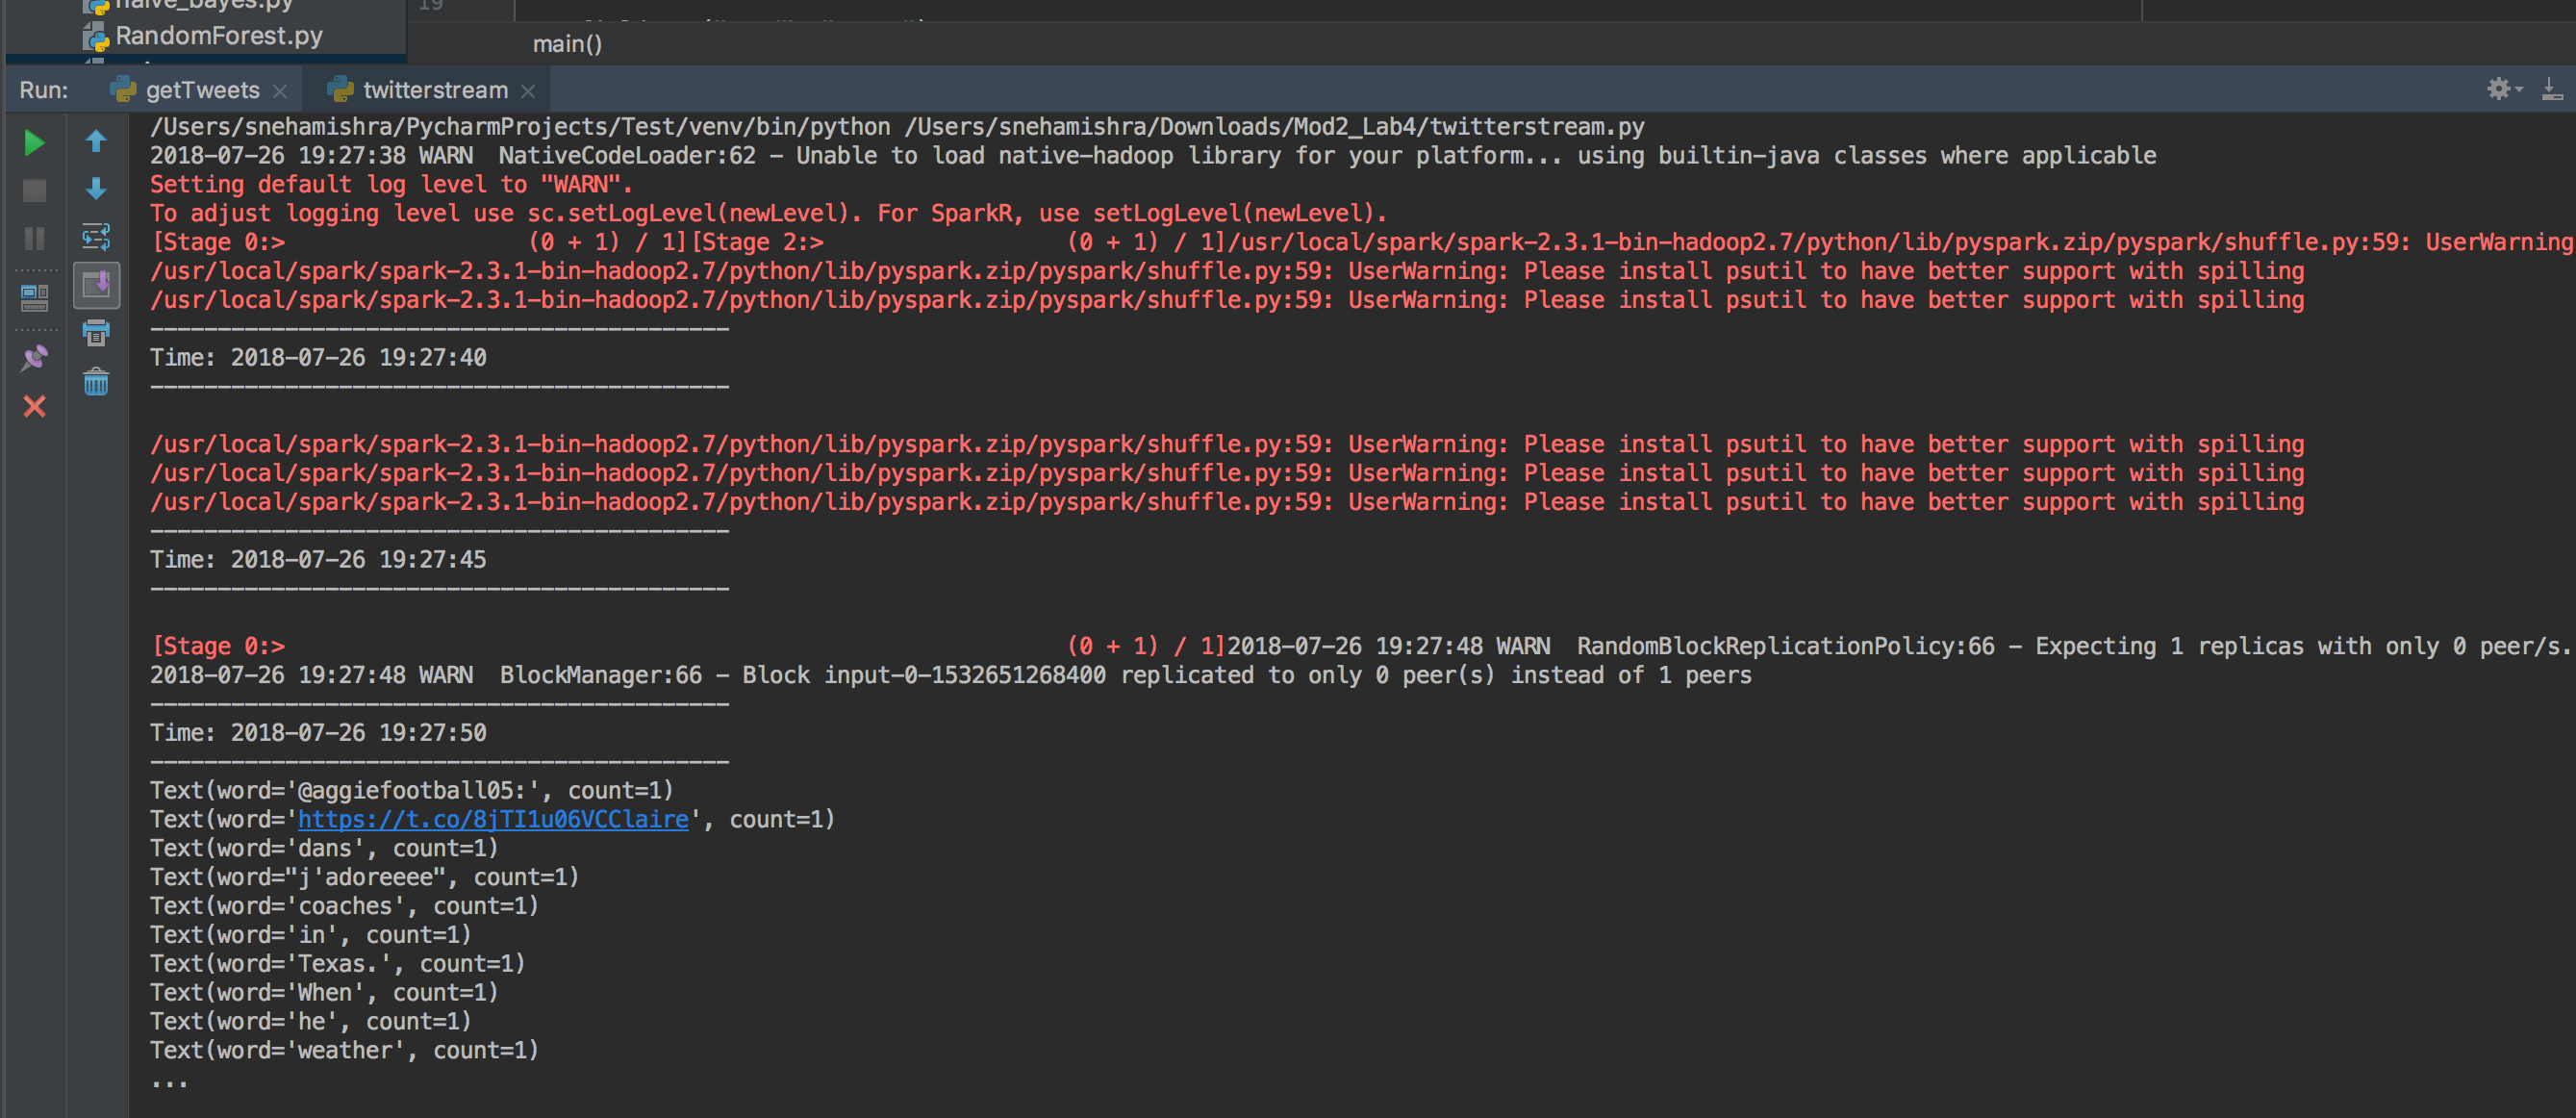 naive_bayes.py
19
RandomForest.py
main()
Run: getTweets twitterstream
/Users/snehamishra/PycharmProjects/Test/venv/bin/python /Users/snehamishra/Downloads/Mod2_Lab4/twitterstream.py
2018-07-26 19:27:38 WARN  NativeCodeLoader:62 - Unable to load native-hadoop library for your platform... using builtin-java classes where applicable
Setting default log level to "WARN".
To adjust logging level use sc.setLogLevel(newLevel). For SparkR, use setLogLevel(newLevel).
[Stage 0:>                  (0 + 1) / 1][Stage 2:>                  (0 + 1) / 1]/usr/local/spark/spark-2.3.1-bin-hadoop2.7/python/lib/pyspark.zip/pyspark/shuffle.py:59: UserWarning
/usr/local/spark/spark-2.3.1-bin-hadoop2.7/python/lib/pyspark.zip/pyspark/shuffle.py:59: UserWarning: Please install psutil to have better support with spilling
/usr/local/spark/spark-2.3.1-bin-hadoop2.7/python/lib/pyspark.zip/pyspark/shuffle.py:59: UserWarning: Please install psutil to have better support with spilling
-------------------------------------------
Time: 2018-07-26 19:27:40
-------------------------------------------
/usr/local/spark/spark-2.3.1-bin-hadoop2.7/python/lib/pyspark.zip/pyspark/shuffle.py:59: UserWarning: Please install psutil to have better support with spilling
/usr/local/spark/spark-2.3.1-bin-hadoop2.7/python/lib/pyspark.zip/pyspark/shuffle.py:59: UserWarning: Please install psutil to have better support with spilling
/usr/local/spark/spark-2.3.1-bin-hadoop2.7/python/lib/pyspark.zip/pyspark/shuffle.py:59: UserWarning: Please install psutil to have better support with spilling
-------------------------------------------
Time: 2018-07-26 19:27:45
-------------------------------------------
[Stage 0:>                                                          (0 + 1) / 1]2018-07-26 19:27:48 WARN  RandomBlockReplicationPolicy:66 - Expecting 1 replicas with only 0 peer/s.
2018-07-26 19:27:48 WARN  BlockManager:66 - Block input-0-1532651268400 replicated to only 0 peer(s) instead of 1 peers
-------------------------------------------
Time: 2018-07-26 19:27:50
-------------------------------------------
Text(word='@aggiefootball05:', count=1)
Text(word='https://t.co/8jTI1u06VCClaire', count=1)
Text(word='dans', count=1)
Text(word="j'adoreeee", count=1)
Text(word='coaches', count=1)
Text(word='in', count=1)
Text(word='Texas.', count=1)
Text(word='When', count=1)
Text(word='he', count=1)
Text(word='weather', count=1)
...